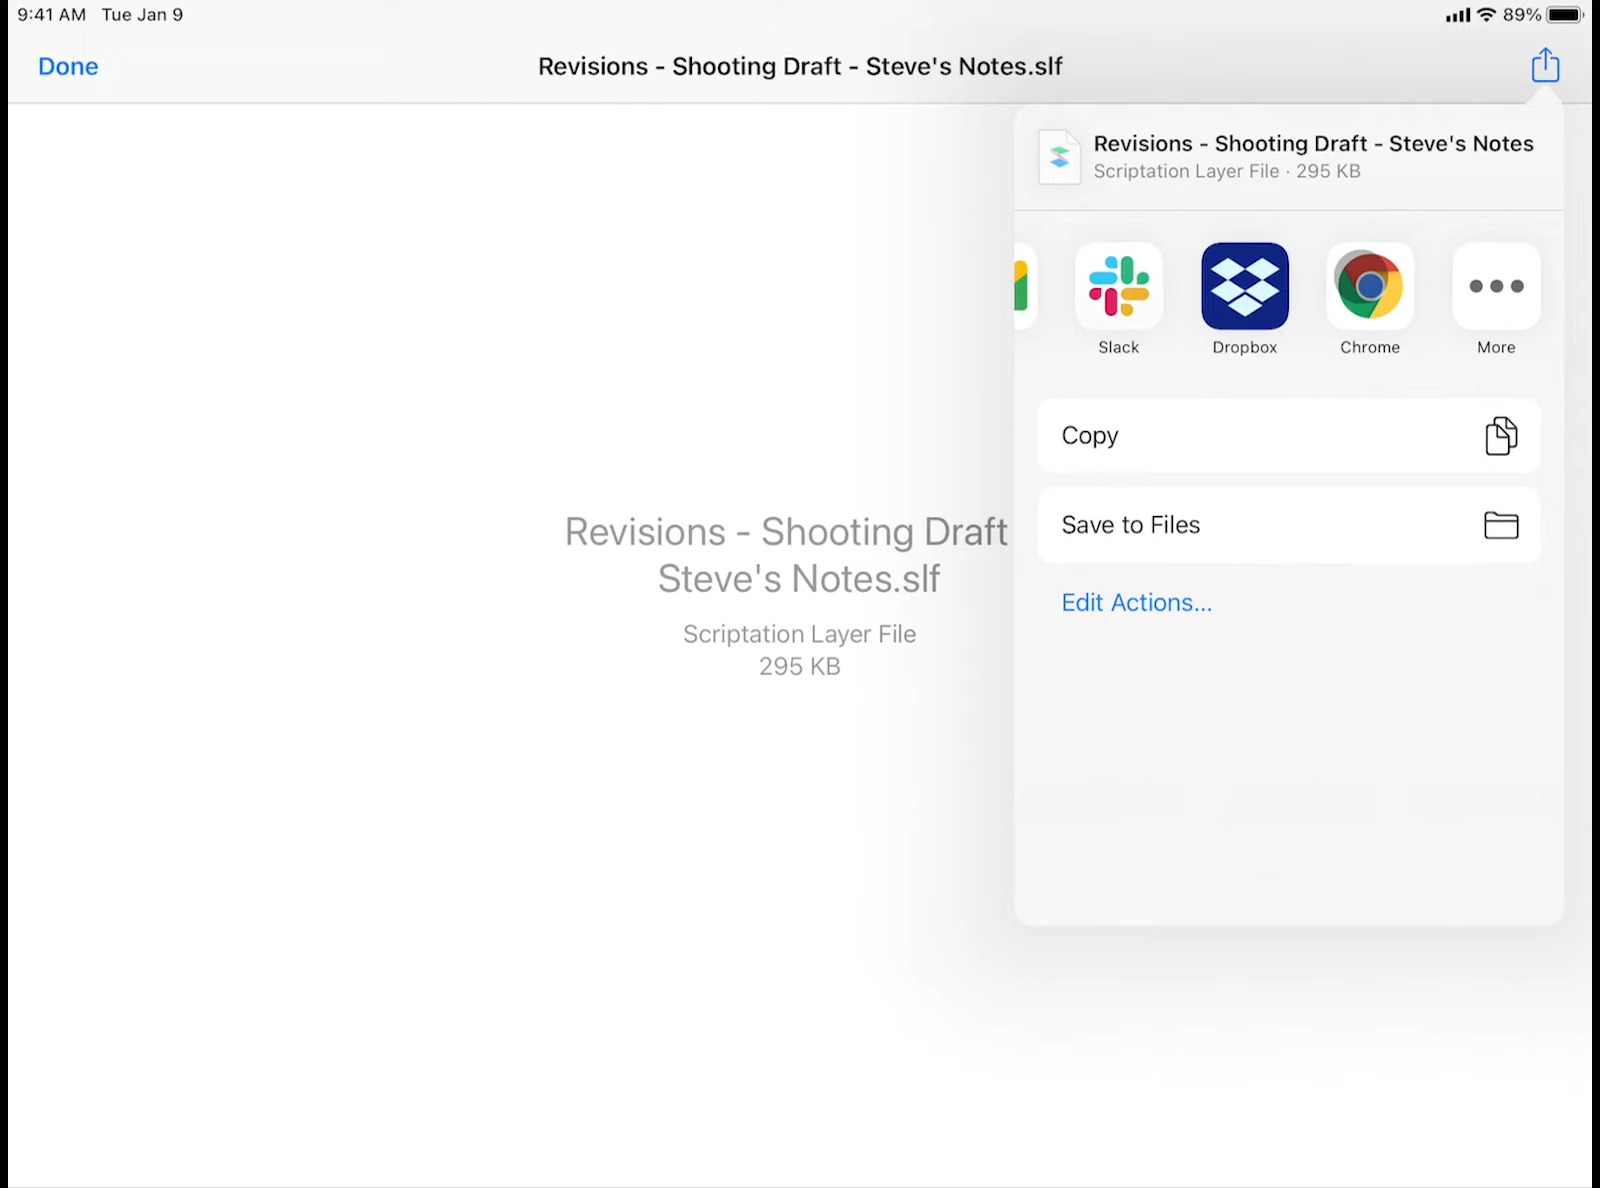 9:41 AM Tue Jan 9
89%
Done
Revisions - Shooting Draft - Steve's Notes.slf
Revisions - Shooting Draft - Steve's Notes
Scriptation Layer File · 295 KB
Slack
Dropbox
Chrome
More
Copy
Save to Files
Edit Actions...
Revisions - Shooting Draft
Steve's Notes.slf
Scriptation Layer File
295 KB